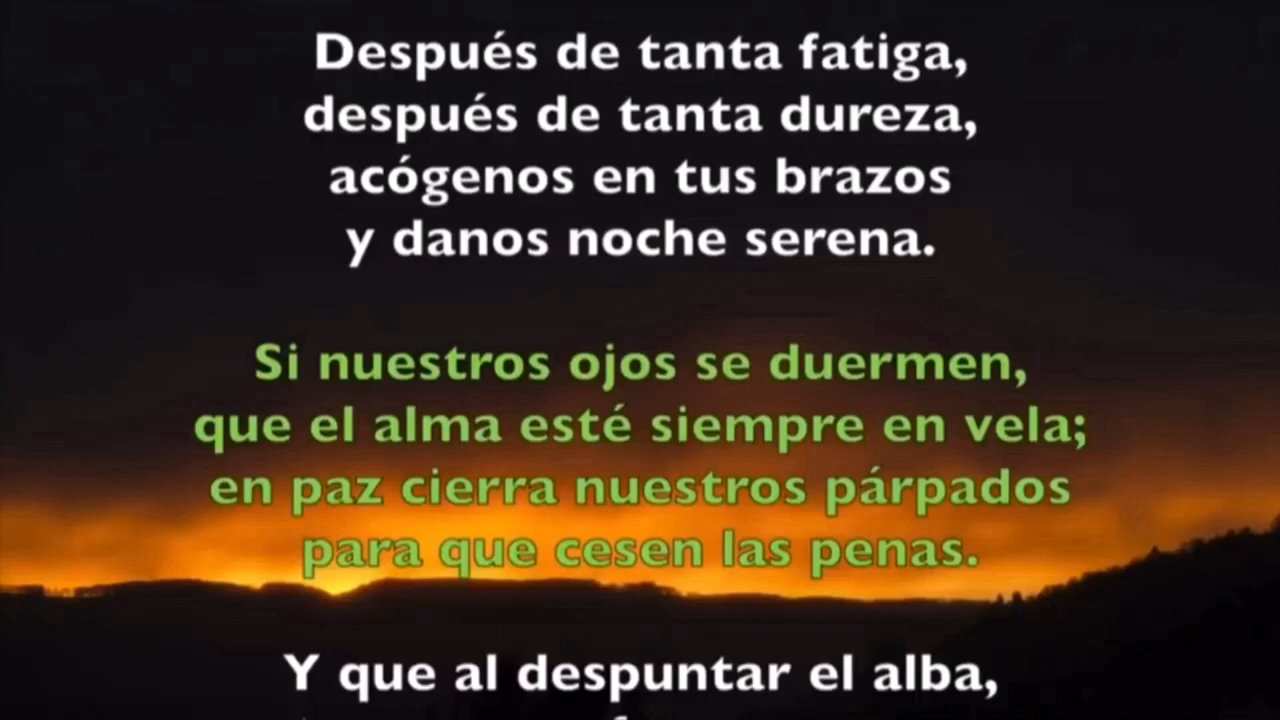 Después de tanta fatiga,
después de tanta dureza,
acógenos en tus brazos
y danos noche serena.
Si nuestros ojos se duermen,
que el alma esté siempre en vela;
en paz cierra nuestros párpados
para que cesen las penas.
Y que al despuntar el alba,